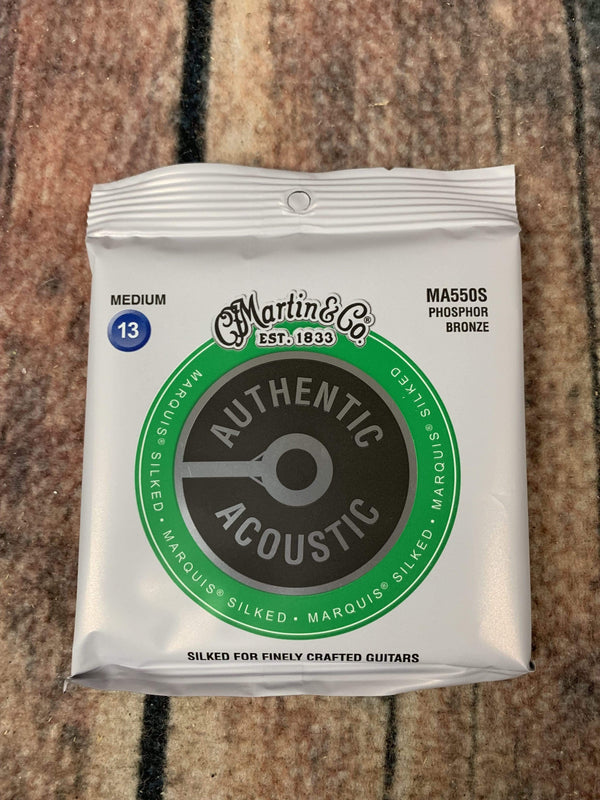 MEDIUM
13
MA550S
PHOSPHOR
BRONZE
C.F. Martin & Co.®
EST. 1833
AUTHENTIC
ACOUSTIC
MARQUIS® SILKED • MARQUIS® SILKED • MARQUIS® SILKED • MARQUIS® SILKED
SILKED FOR FINELY CRAFTED GUITARS